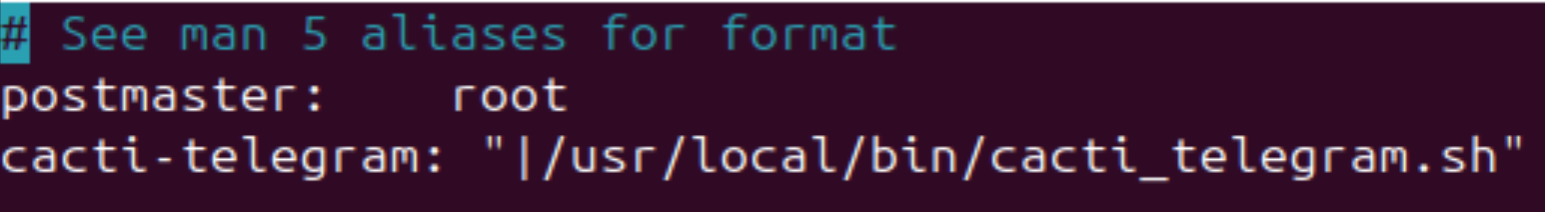 # See man 5 aliases for format
postmaster:    root
cacti-telegram: "|/usr/local/bin/cacti_telegram.sh"